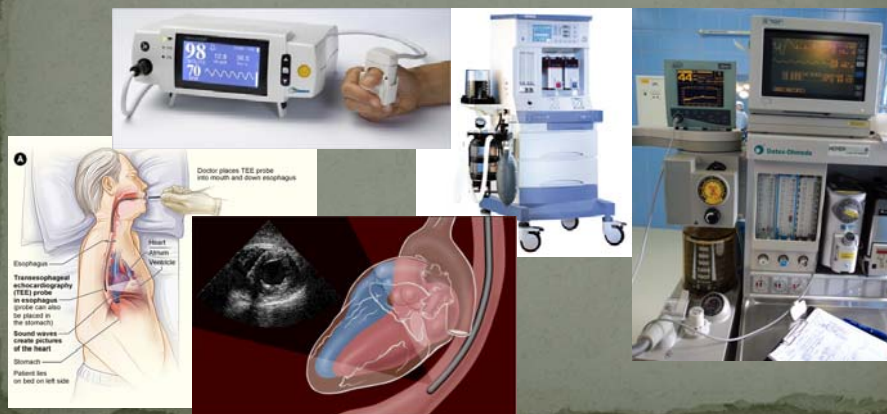 98
70
A
Doctor places TEE probe
into mouth and down esophagus
Heart
Atrium
Ventricle
Esophagus
Transesophageal
echocardiography
(TEE) probe
in esophagus
(probe can also
be placed in
the stomach)
Sound waves
create pictures
of the heart
Stomach
Patient lies
on bed on left side
44
Datex-Ohmeda